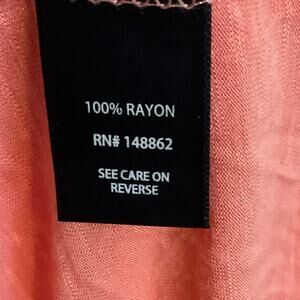 100% RAYON
RN# 148862
SEE CARE ON
REVERSE